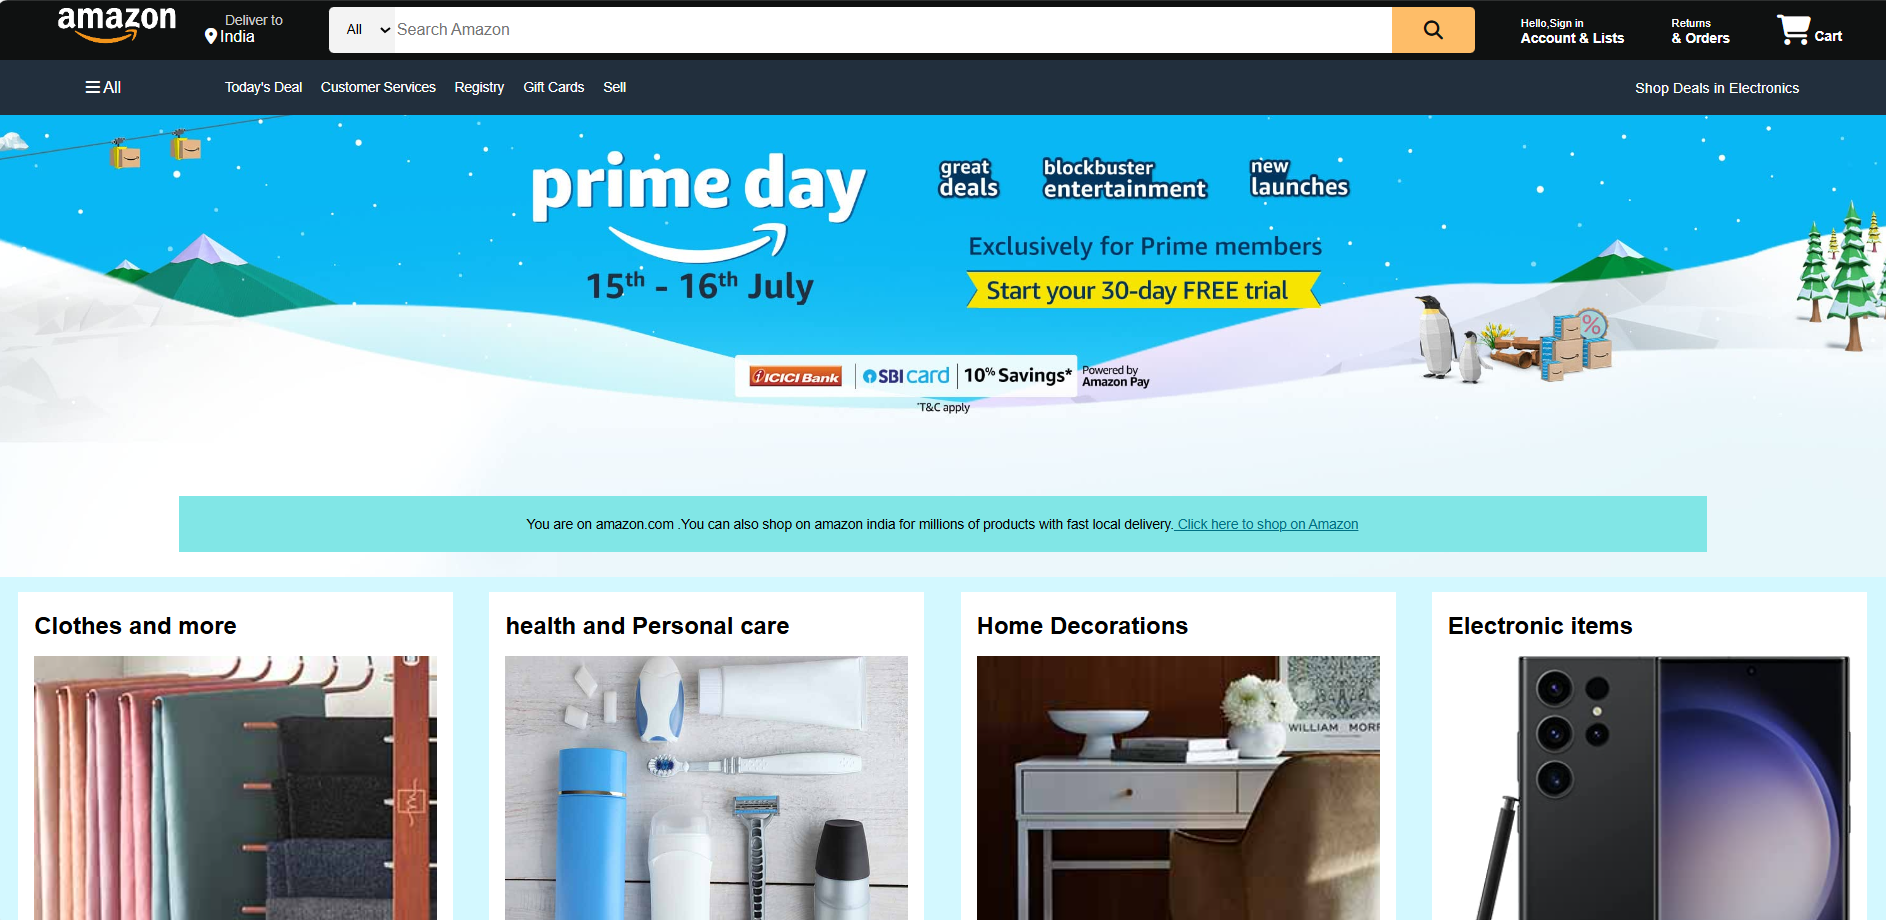 amazon
Deliver to
India
All
Search Amazon
Hello,Sign in
Account & Lists
Returns
& Orders
Cart
All
Today's Deal
Customer Services
Registry
Gift Cards
Sell
Shop Deals in Electronics
prime day
15th - 16th July
great
deals
blockbuster
entertainment
new
launches
Exclusively for Prime members
Start your 30-day FREE trial
ICICI Bank
SBI card
10% Savings*
Powered by
Amazon Pay
*T&C apply
%
You are on amazon.com .You can also shop on amazon india for millions of products with fast local delivery. Click here to shop on Amazon
Clothes and more
health and Personal care
Home Decorations
Electronic items
WILLIAM MORR